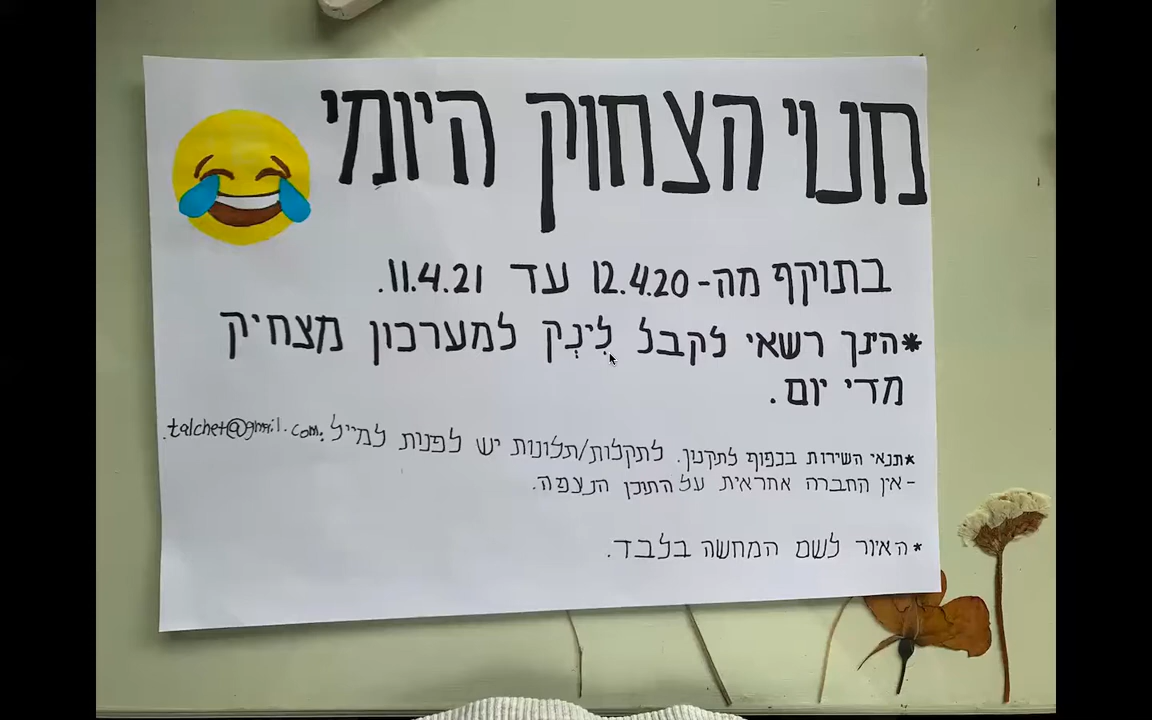 מנוי הצחוק היומי
בתוקף מה- 12.4.20 עד 11.4.21.
*הינך רשאי לקבל לִינְק למערכון מצחיק
מדי יום.
*תנאי השירות בכפוף לתקנון. לתקלות/תלונות יש לפנות למייל talchet@gmail.com.
- אין החברה אחראית על התוכן הנצפה.
*האיור לשם המחשה בלבד.